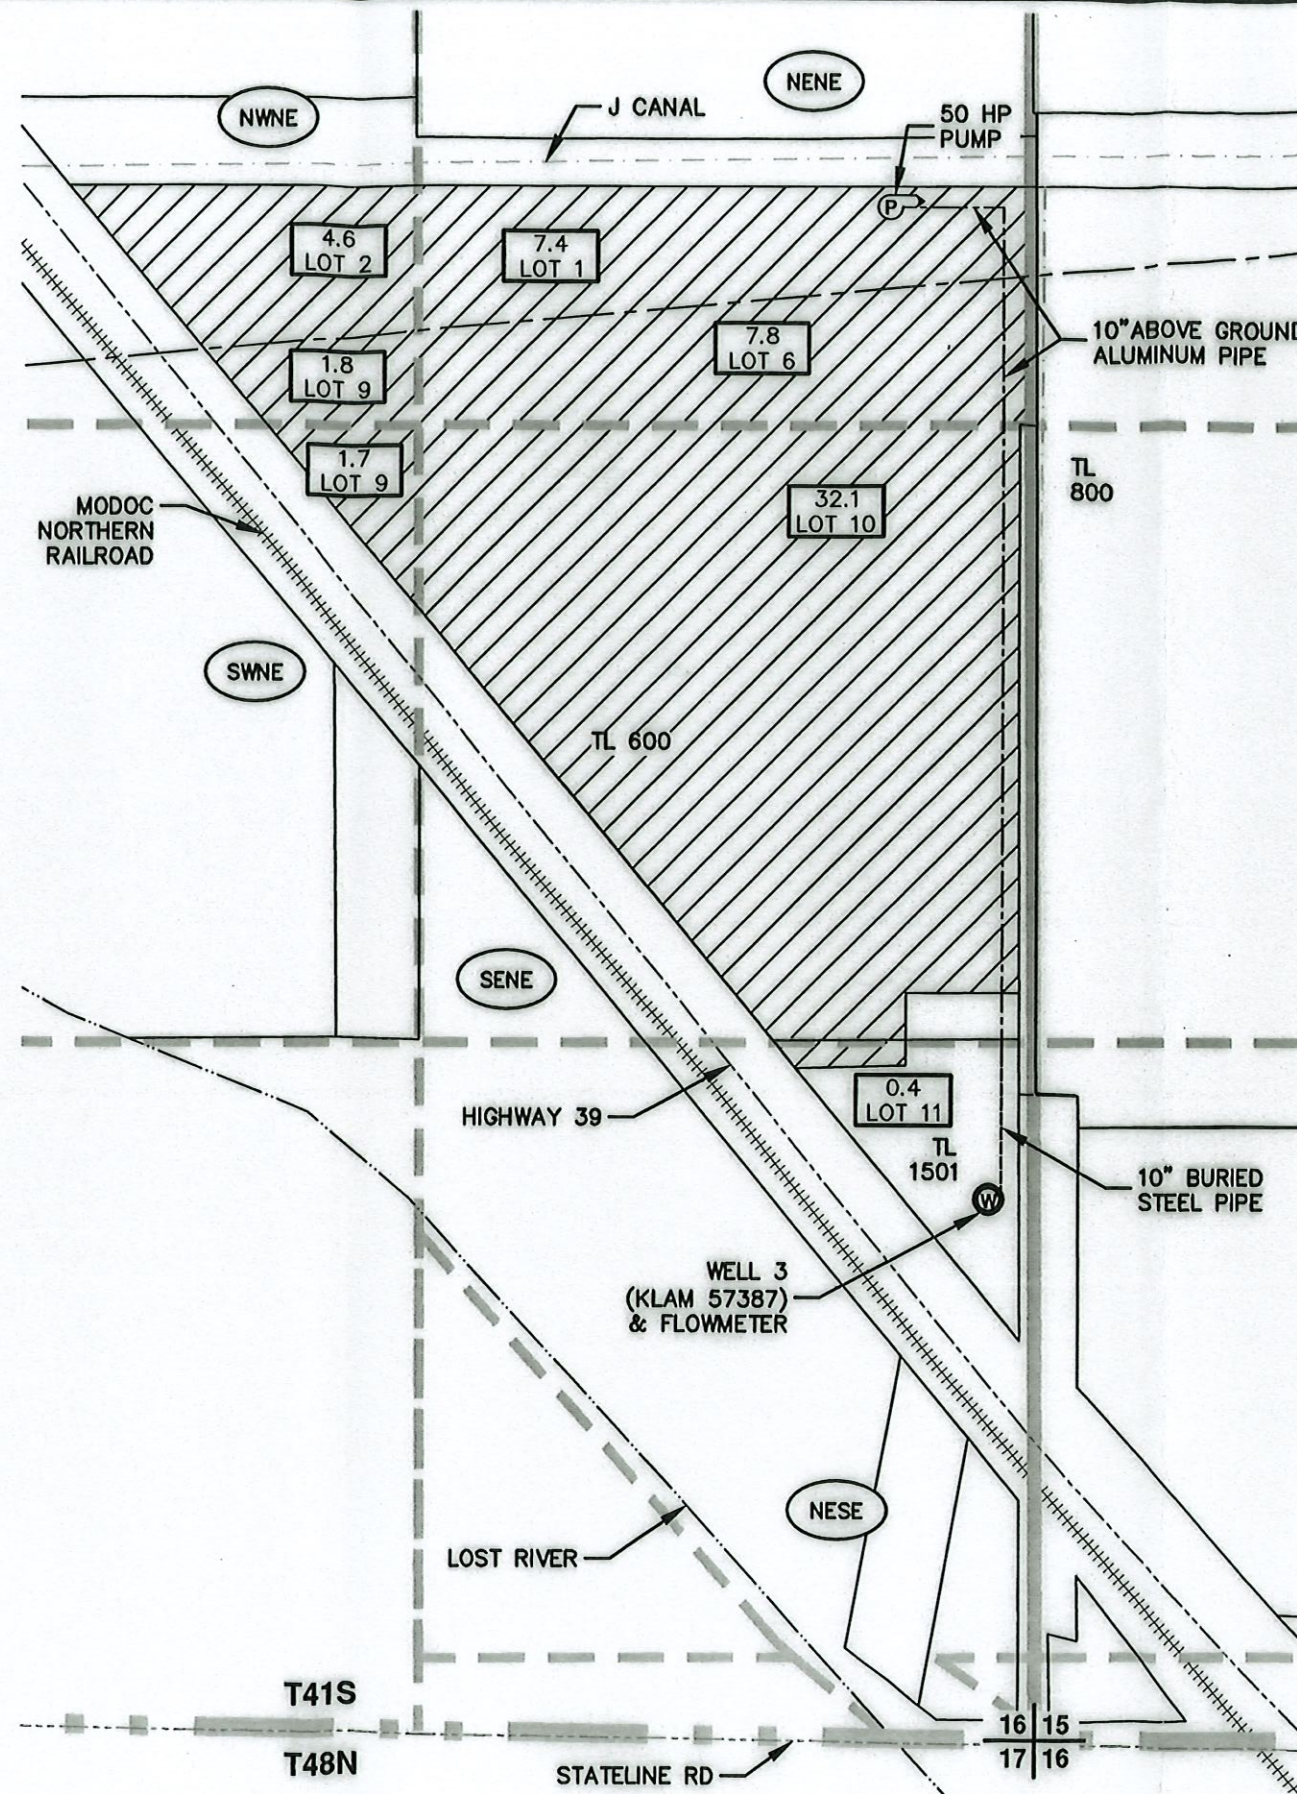 NENE
NWNE
J CANAL
50 HP
PUMP
P
4.6
LOT 2
7.4
LOT 1
7.8
LOT 6
10" ABOVE GROUND
ALUMINUM PIPE
1.8
LOT 9
1.7
LOT 9
32.1
LOT 10
TL
800
MODOC
NORTHERN
RAILROAD
SWNE
TL 600
SENE
HIGHWAY 39
0.4
LOT 11
TL
1501
10" BURIED
STEEL PIPE
W
WELL 3
(KLAM 57387)
& FLOWMETER
NESE
LOST RIVER
T41S
T48N
STATELINE RD
16 15
17 16